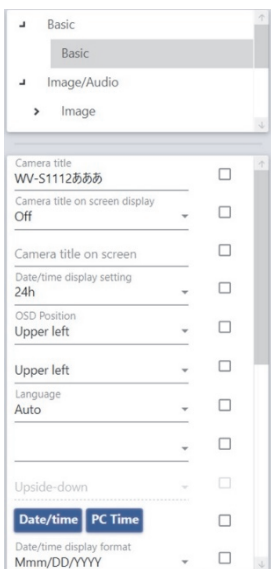 Basic
Basic
Image/Audio
Image
Camera title
WV-S1112あああ
Camera title on screen display
Off
Camera title on screen
Date/time display setting
24h
OSD Position
Upper left
Upper left
Language
Auto
Upside-down
Date/time PC Time
Date/time display format
Mmm/DD/YYYY